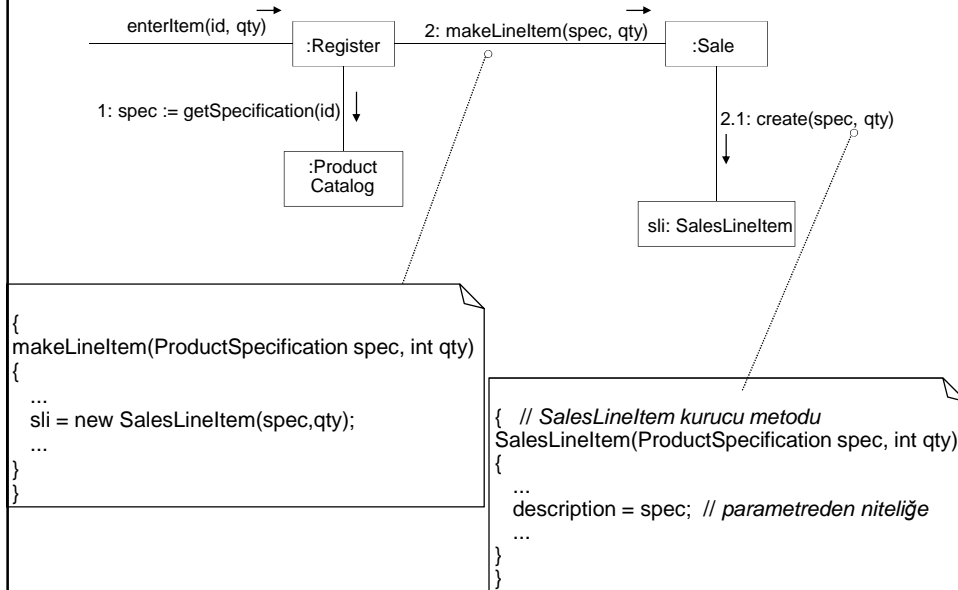 enterItem(id, qty)
:Register
2: makeLineItem(spec, qty)
:Sale
1: spec := getSpecification(id)
:Product
Catalog
2.1: create(spec, qty)
sli: SalesLineItem
{
makeLineItem(ProductSpecification spec, int qty)
{
...
sli = new SalesLineItem(spec,qty);
...
}
}
{ // SalesLineItem kurucu metodu
SalesLineItem(ProductSpecification spec, int qty)
{
...
description = spec; // parametreden niteliğe
...
}
}